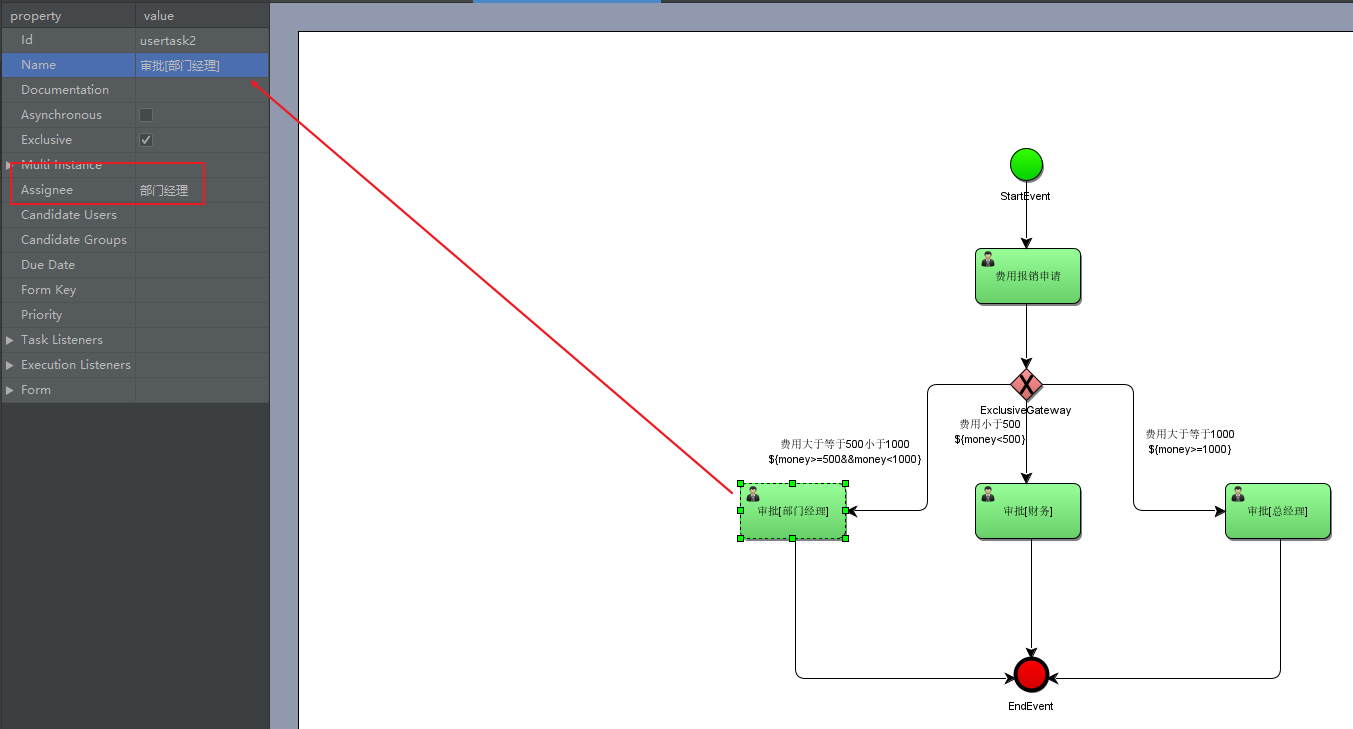 property value
Id usertask2
Name 审批[部门经理]
Documentation
Asynchronous
Exclusive
Multi Instance
Assignee 部门经理
Candidate Users
Candidate Groups
Due Date
Form Key
Priority
Task Listeners
Execution Listeners
Form
StartEvent
费用报销申请
ExclusiveGateway
费用大于等于500小于1000
${money>=500&&money<1000}
费用小于500
${money<500}
费用大于等于1000
${money>=1000}
审批[部门经理]
审批[财务]
审批[总经理]
EndEvent